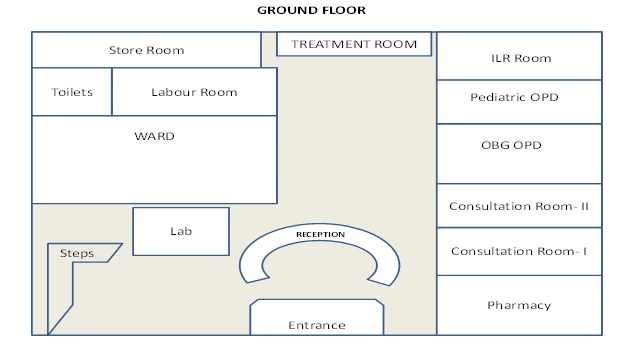 GROUND FLOOR
Store Room
TREATMENT ROOM
ILR Room
Toilets
Labour Room
Pediatric OPD
WARD
OBG OPD
Consultation Room- II
Lab
RECEPTION
Steps
Consultation Room- I
Pharmacy
Entrance